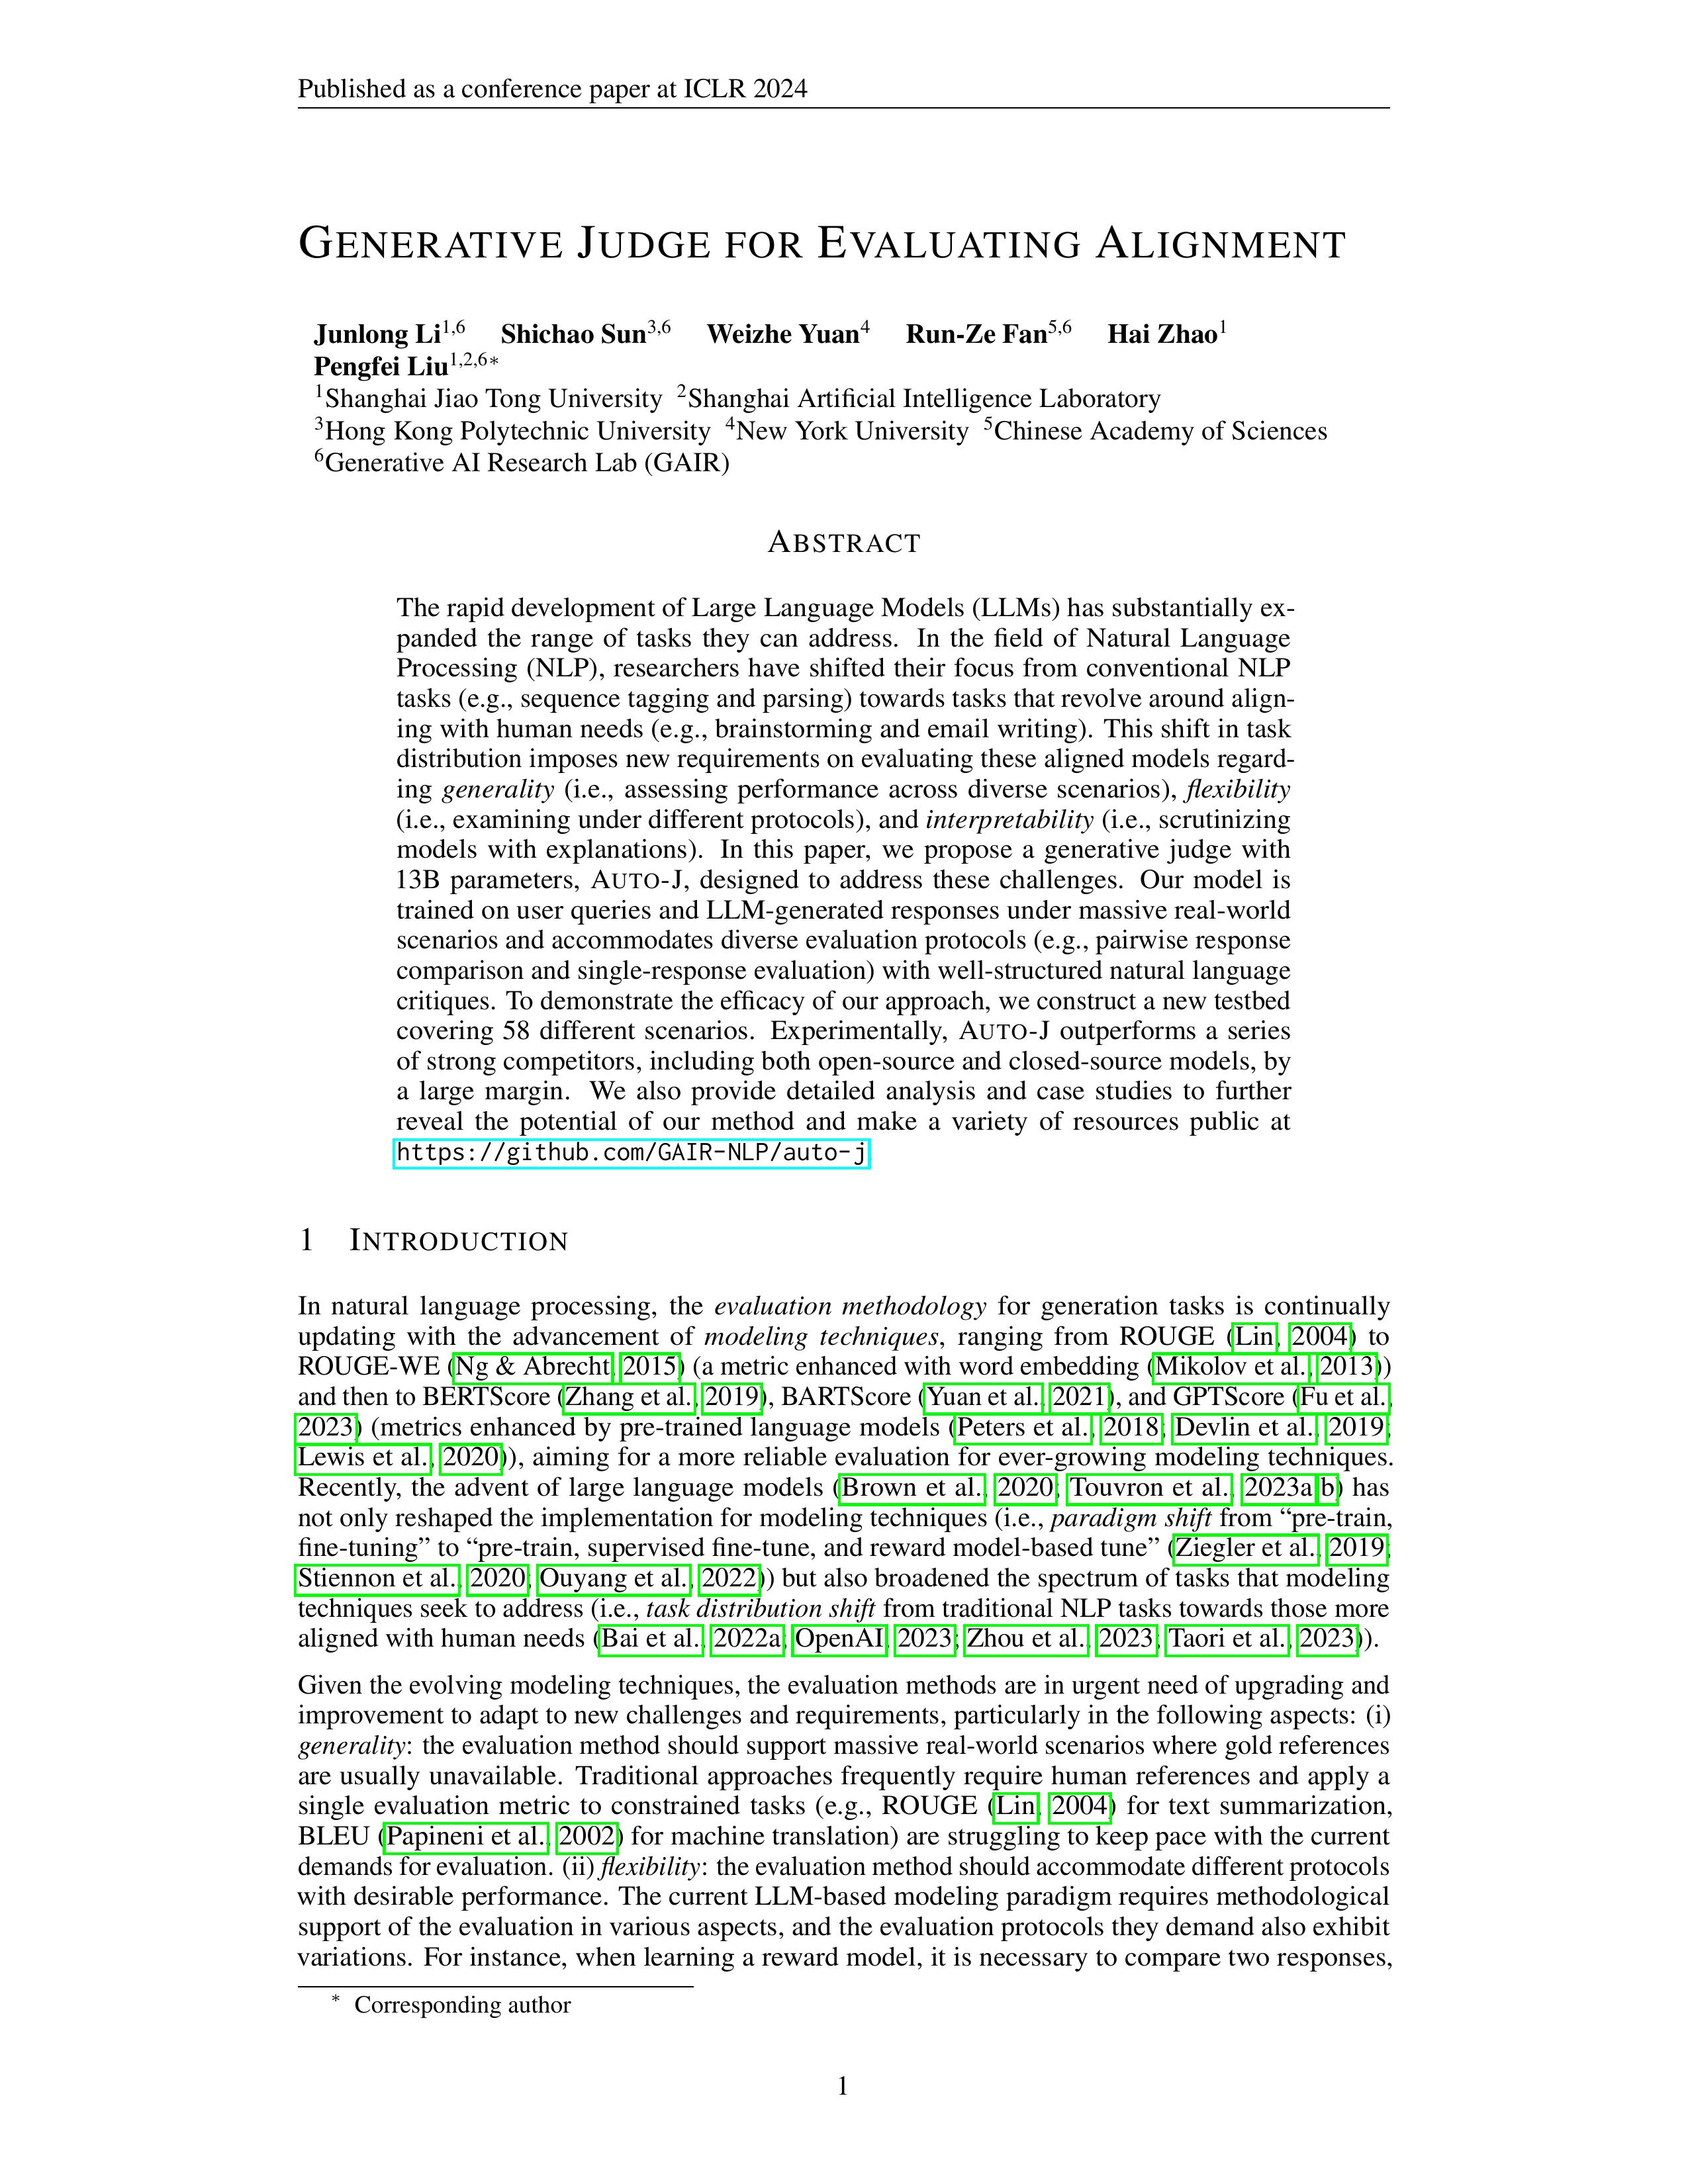 Published as a conference paper at ICLR 2024
GENERATIVE JUDGE FOR EVALUATING ALIGNMENT
Junlong Li1,6 Shichao Sun3,6 Weizhe Yuan4 Run-Ze Fan5,6 Hai Zhao1
Pengfei Liu1,2,6*
1Shanghai Jiao Tong University 2Shanghai Artificial Intelligence Laboratory
3Hong Kong Polytechnic University 4New York University 5Chinese Academy of Sciences
6Generative AI Research Lab (GAIR)
ABSTRACT
The rapid development of Large Language Models (LLMs) has substantially ex-
panded the range of tasks they can address. In the field of Natural Language
Processing (NLP), researchers have shifted their focus from conventional NLP
tasks (e.g., sequence tagging and parsing) towards tasks that revolve around align-
ing with human needs (e.g., brainstorming and email writing). This shift in task
distribution imposes new requirements on evaluating these aligned models regard-
ing generality (i.e., assessing performance across diverse scenarios), flexibility
(i.e., examining under different protocols), and interpretability (i.e., scrutinizing
models with explanations). In this paper, we propose a generative judge with
13B parameters, AUTO-J, designed to address these challenges. Our model is
trained on user queries and LLM-generated responses under massive real-world
scenarios and accommodates diverse evaluation protocols (e.g., pairwise response
comparison and single-response evaluation) with well-structured natural language
critiques. To demonstrate the efficacy of our approach, we construct a new testbed
covering 58 different scenarios. Experimentally, AUTO-J outperforms a series
of strong competitors, including both open-source and closed-source models, by
a large margin. We also provide detailed analysis and case studies to further
reveal the potential of our method and make a variety of resources public at
https://github.com/GAIR-NLP/auto-j
1 INTRODUCTION
In natural language processing, the evaluation methodology for generation tasks is continually
updating with the advancement of modeling techniques, ranging from ROUGE (Lin, 2004) to
ROUGE-WE (Ng & Abrecht, 2015) (a metric enhanced with word embedding (Mikolov et al., 2013))
and then to BERTScore (Zhang et al., 2019), BARTScore (Yuan et al., 2021), and GPTScore (Fu et al.,
2023) (metrics enhanced by pre-trained language models (Peters et al., 2018; Devlin et al., 2019;
Lewis et al., 2020)), aiming for a more reliable evaluation for ever-growing modeling techniques.
Recently, the advent of large language models (Brown et al., 2020; Touvron et al., 2023a;b) has
not only reshaped the implementation for modeling techniques (i.e., paradigm shift from “pre-train,
fine-tuning” to “pre-train, supervised fine-tune, and reward model-based tune” (Ziegler et al., 2019;
Stiennon et al., 2020; Ouyang et al., 2022)) but also broadened the spectrum of tasks that modeling
techniques seek to address (i.e., task distribution shift from traditional NLP tasks towards those more
aligned with human needs (Bai et al., 2022a; OpenAI, 2023; Zhou et al., 2023; Taori et al., 2023)).
Given the evolving modeling techniques, the evaluation methods are in urgent need of upgrading and
improvement to adapt to new challenges and requirements, particularly in the following aspects: (i)
generality: the evaluation method should support massive real-world scenarios where gold references
are usually unavailable. Traditional approaches frequently require human references and apply a
single evaluation metric to constrained tasks (e.g., ROUGE (Lin, 2004) for text summarization,
BLEU (Papineni et al., 2002) for machine translation) are struggling to keep pace with the current
demands for evaluation. (ii) flexibility: the evaluation method should accommodate different protocols
with desirable performance. The current LLM-based modeling paradigm requires methodological
support of the evaluation in various aspects, and the evaluation protocols they demand also exhibit
variations. For instance, when learning a reward model, it is necessary to compare two responses,
* Corresponding author
1